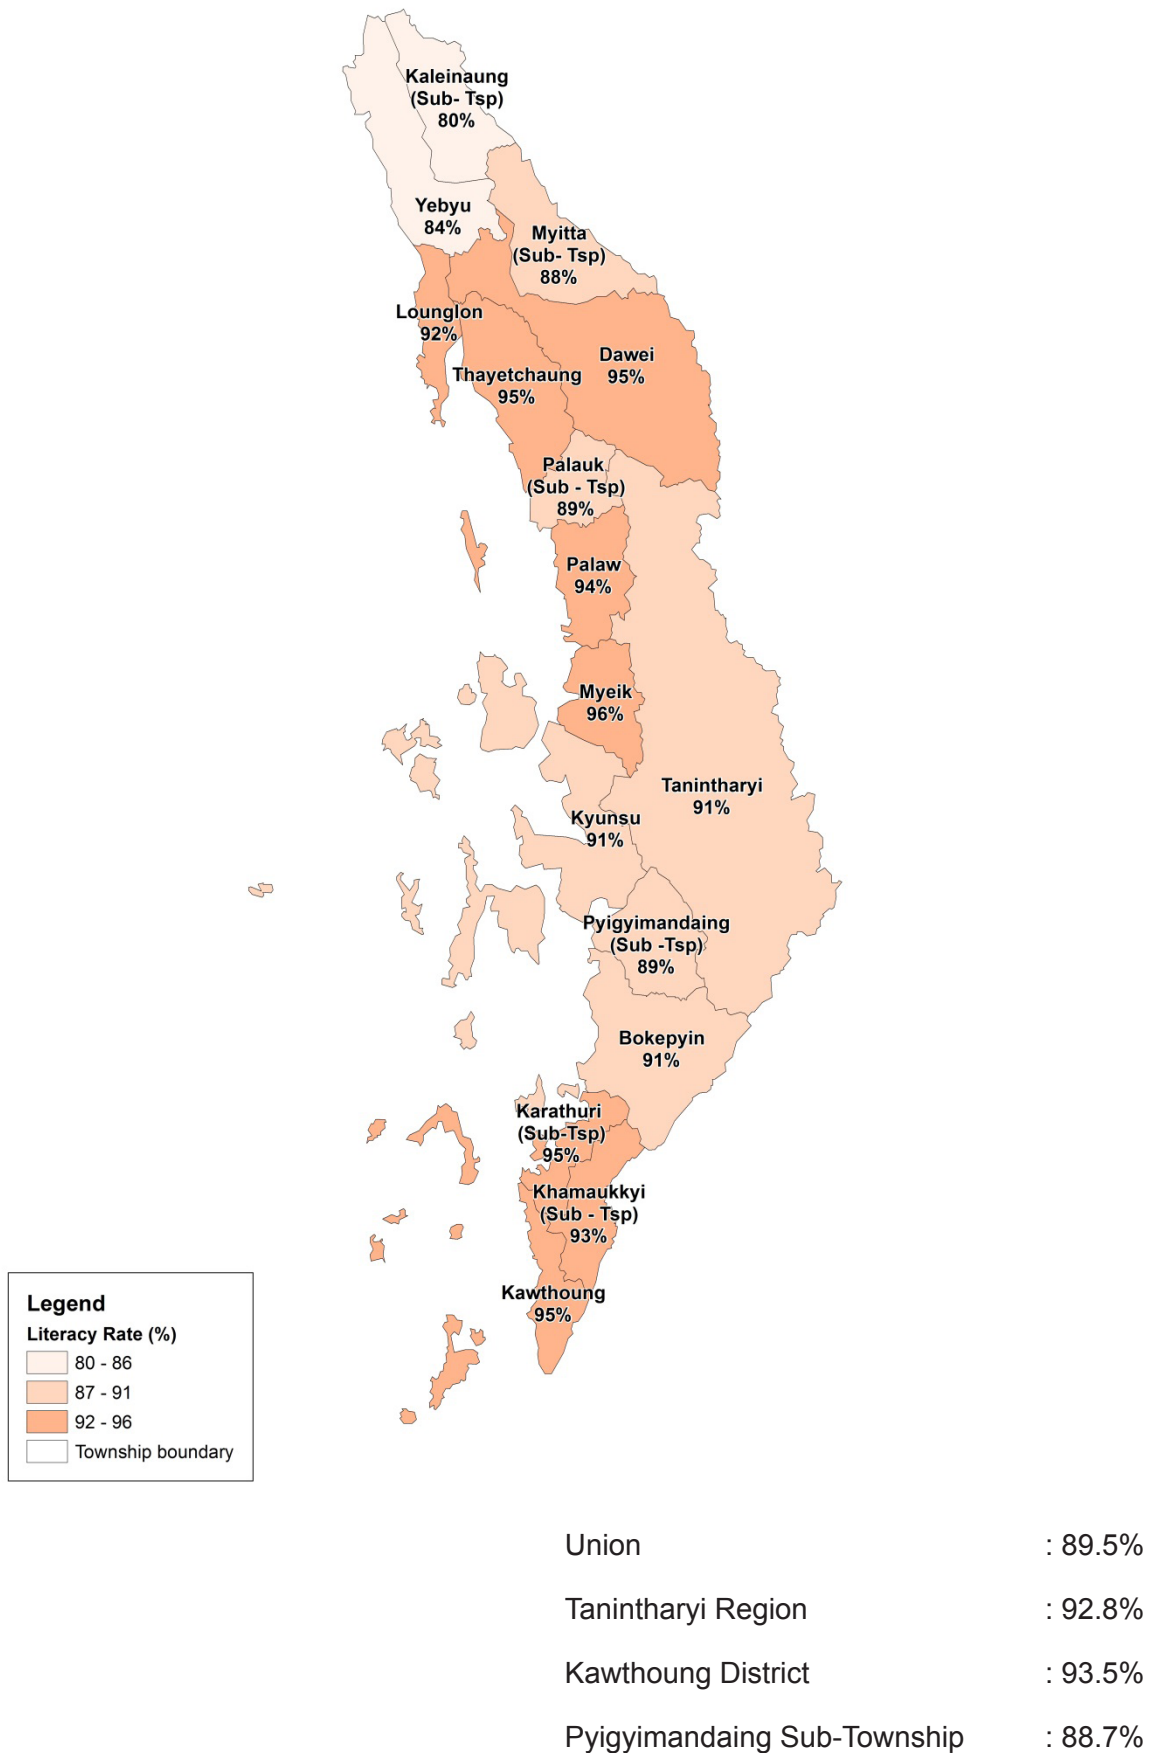 Kaleinaung
(Sub- Tsp)
80%
Yebyu
84%
Myitta
(Sub- Tsp)
88%
Lounglon
92%
Dawei
95%
Thayetchaung
95%
Palauk
(Sub - Tsp)
89%
Palaw
94%
Myeik
96%
Tanintharyi
91%
Kyunsu
91%
Pyigyimandaing
(Sub -Tsp)
89%
Bokepyin
91%
Karathuri
(Sub-Tsp)
95%
Khamaukkyi
(Sub - Tsp)
93%
Kawthoung
95%
Legend
Literacy Rate (%)
80 - 86
87 - 91
92 - 96
Township boundary
Union : 89.5%
Tanintharyi Region : 92.8%
Kawthoung District : 93.5%
Pyigyimandaing Sub-Township : 88.7%